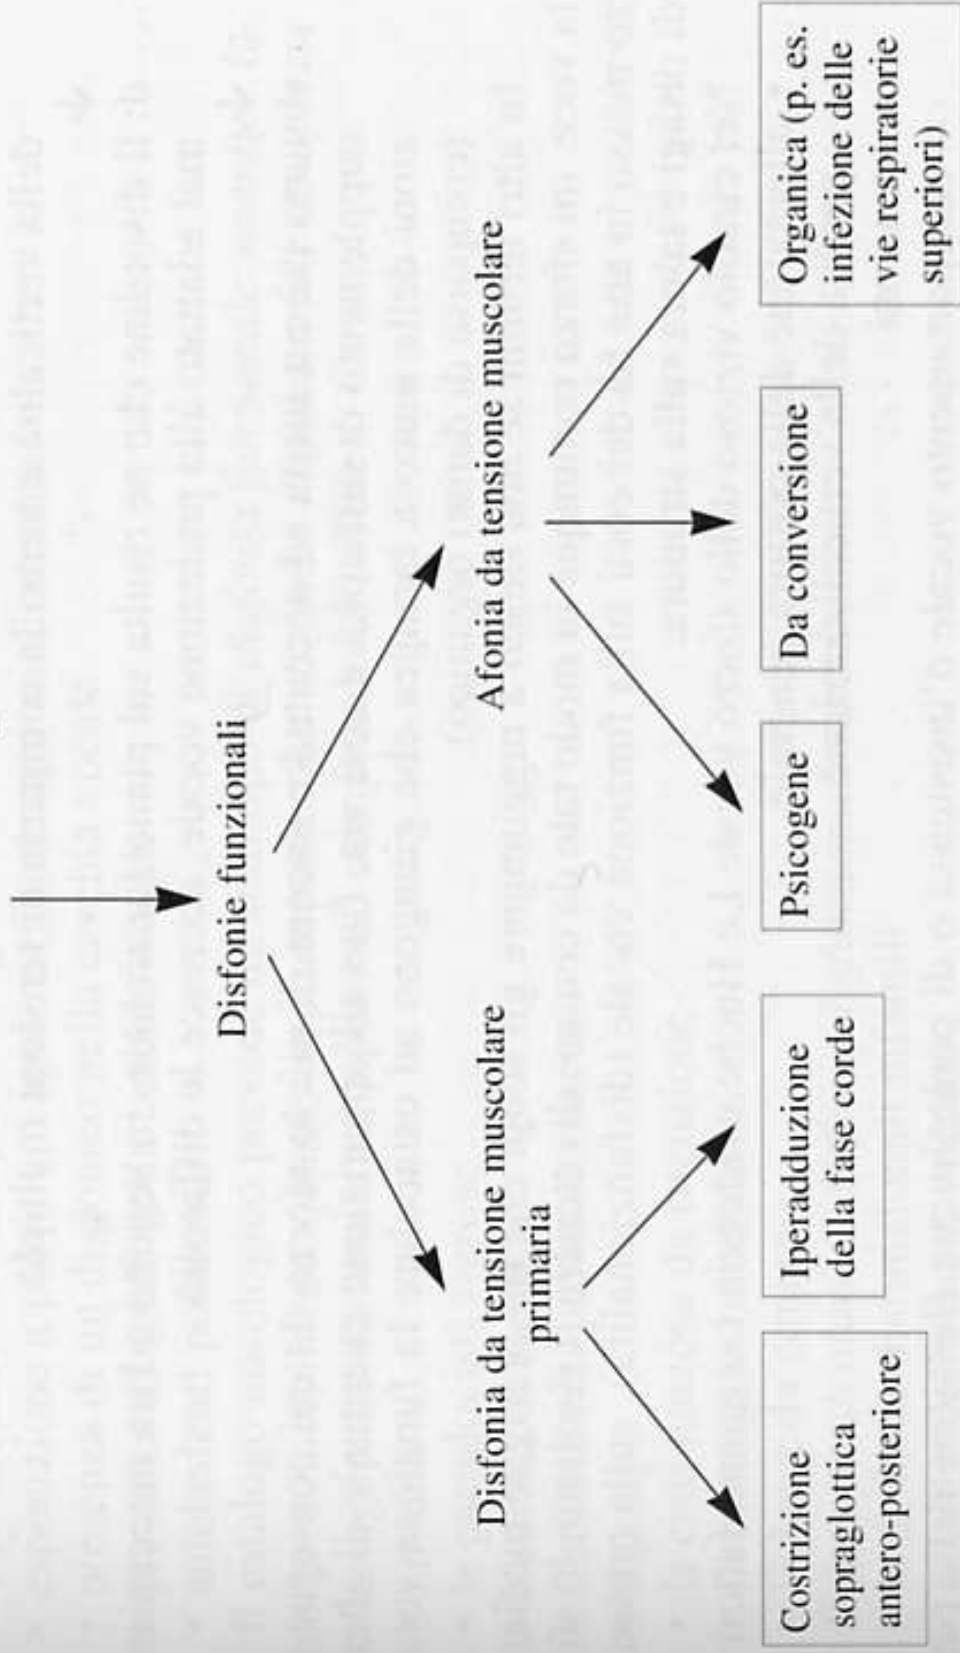 Disfonie funzionali
Disfonia da tensione muscolare
primaria
Afonia da tensione muscolare
Costrizione
sopraglottica
antero-posteriore
Iperadduzione
della fase corde
Psicogene
Da conversione
Organica (p. es.
infezione delle
vie respiratorie
superiori)